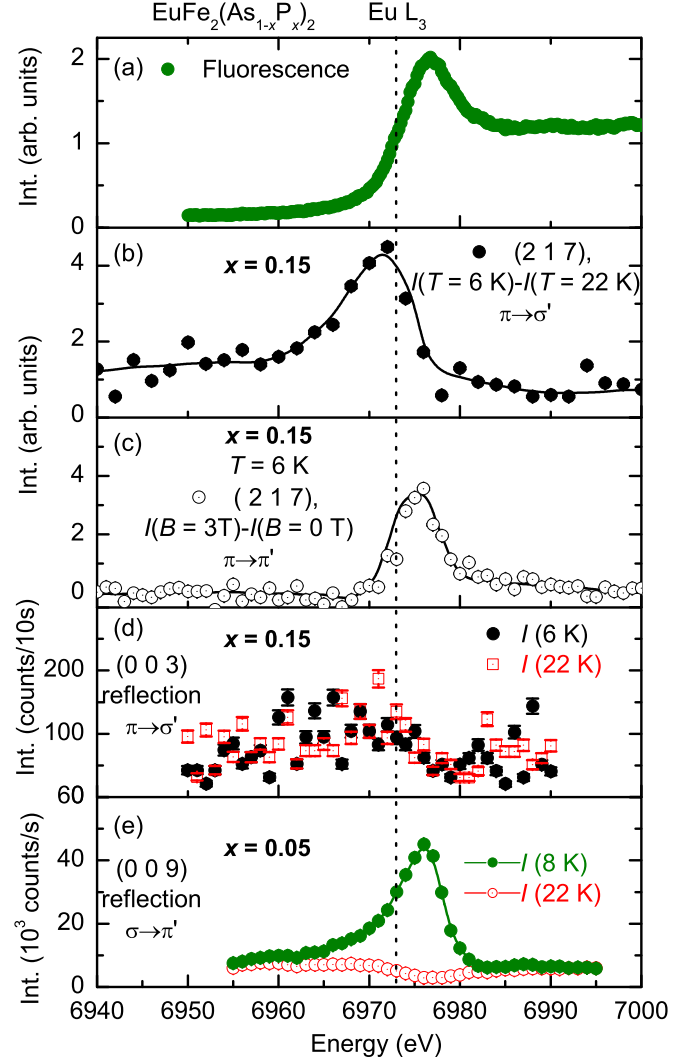 EuFe₂(As₁₋ₓPₓ)₂ Eu L₃
(a) Fluorescence
Int. (arb. units)
2
1
0
(b) x = 0.15 (2 1 7),
I(T = 6 K)-I(T = 22 K)
π→σ'
Int. (arb. units)
4
2
0
(c) x = 0.15
T = 6 K
(2 1 7),
I(B = 3T)-I(B = 0 T)
π→π'
4
2
0
(d) x = 0.15 I (6 K)
(0 0 3) I (22 K)
reflection
π→σ'
Int. (counts/10s)
200
100
60
(e) x = 0.05
(0 0 9) I (8 K)
reflection I (22 K)
σ→π'
Int. (10³ counts/s)
40
20
0
6940 6950 6960 6970 6980 6990 7000
Energy (eV)